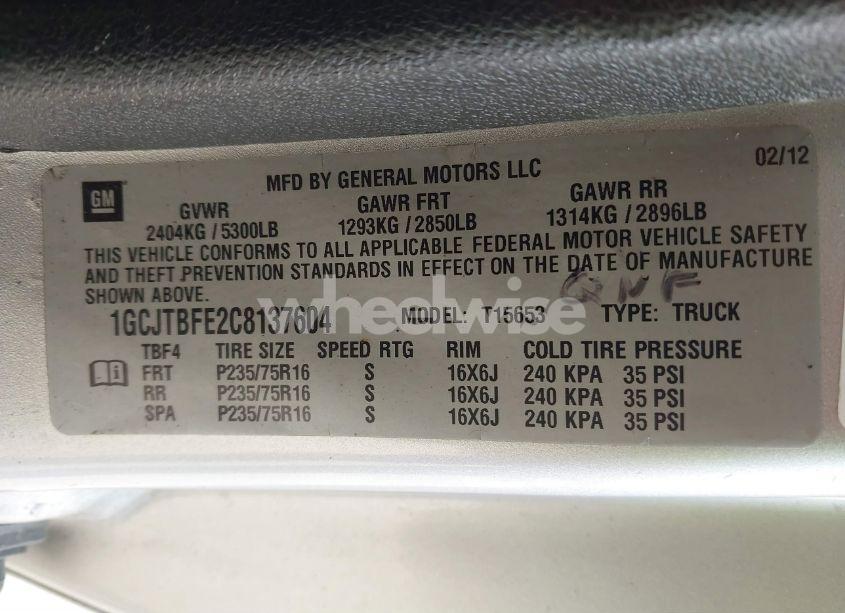 MFD BY GENERAL MOTORS LLC 02/12
GM
GVWR GAWR FRT GAWR RR
2404KG / 5300LB 1293KG / 2850LB 1314KG / 2896LB
THIS VEHICLE CONFORMS TO ALL APPLICABLE FEDERAL MOTOR VEHICLE SAFETY
AND THEFT PREVENTION STANDARDS IN EFFECT ON THE DATE OF MANUFACTURE
SHOWN ABOVE.
wheelwise
1GCJTBFE2C8137604 MODEL: T15653 TYPE: TRUCK
TBF4 TIRE SIZE SPEED RTG RIM COLD TIRE PRESSURE
FRT P235/75R16 S 16X6J 240 KPA 35 PSI
RR P235/75R16 S 16X6J 240 KPA 35 PSI
SPA P235/75R16 S 16X6J 240 KPA 35 PSI